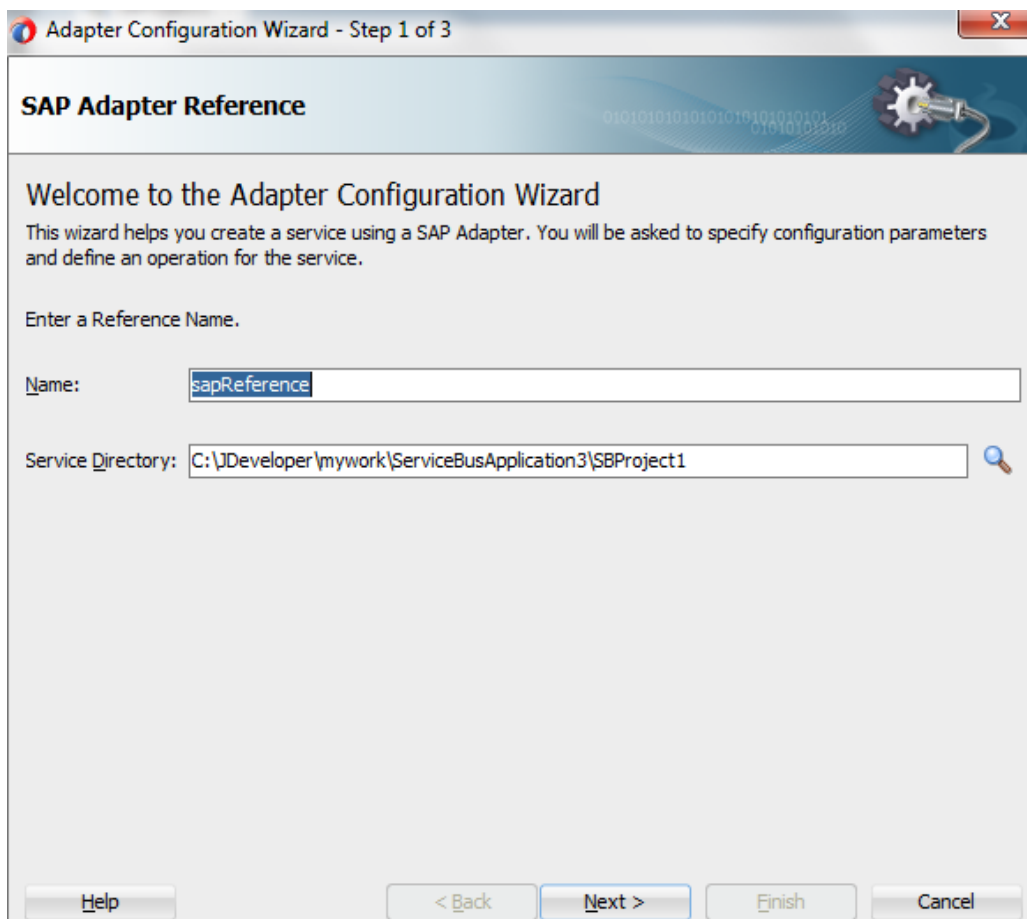 Adapter Configuration Wizard - Step 1 of 3
X
SAP Adapter Reference
Welcome to the Adapter Configuration Wizard
This wizard helps you create a service using a SAP Adapter. You will be asked to specify configuration parameters
and define an operation for the service.
Enter a Reference Name.
Name: sapReference
Service Directory: C:\JDeveloper\mywork\ServiceBusApplication3\SBProject1
Help < Back Next > Finish Cancel